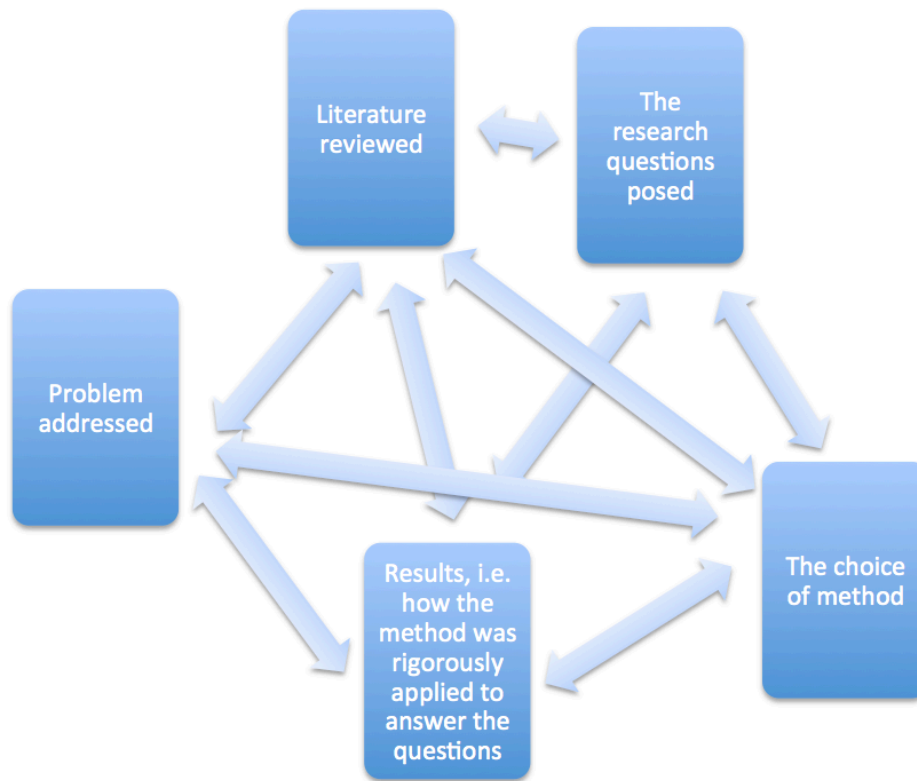 Literature
reviewed
The
research
questions
posed
Problem
addressed
Results, i.e.
how the
method was
rigorously
applied to
answer the
questions
The choice
of method